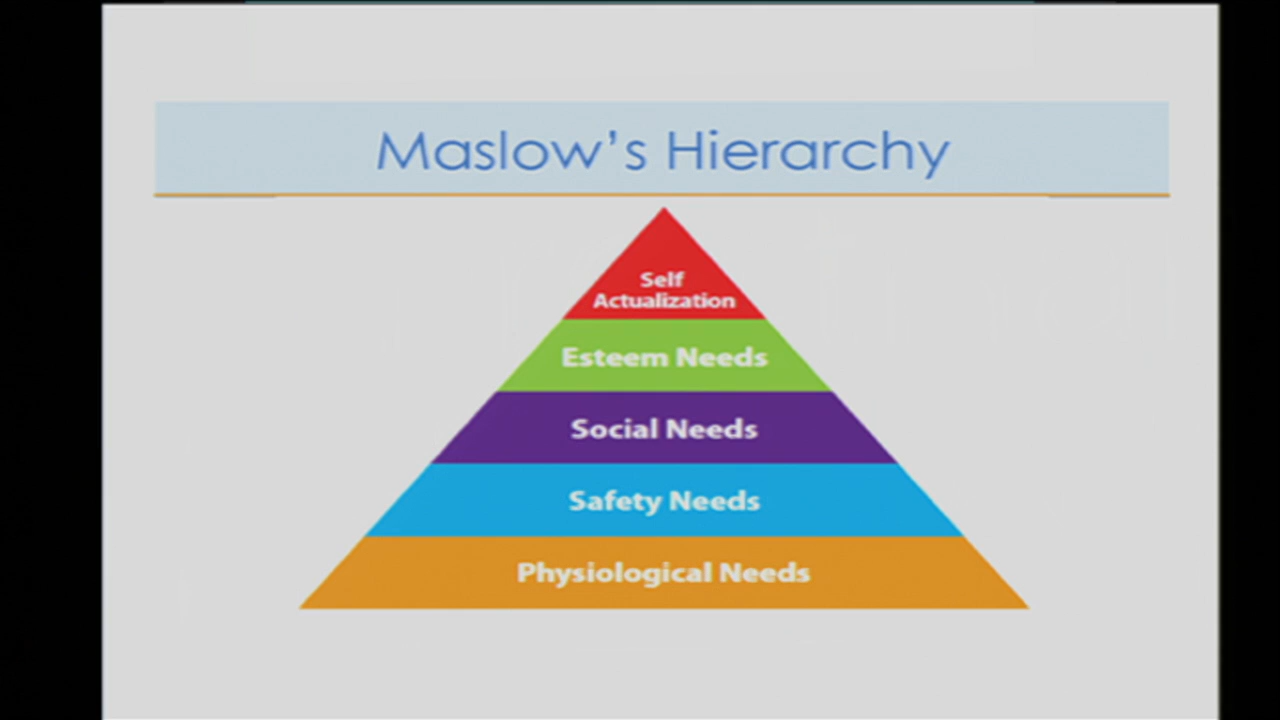 Maslow's Hierarchy
Self
Actualization
Esteem Needs
Social Needs
Safety Needs
Physiological Needs